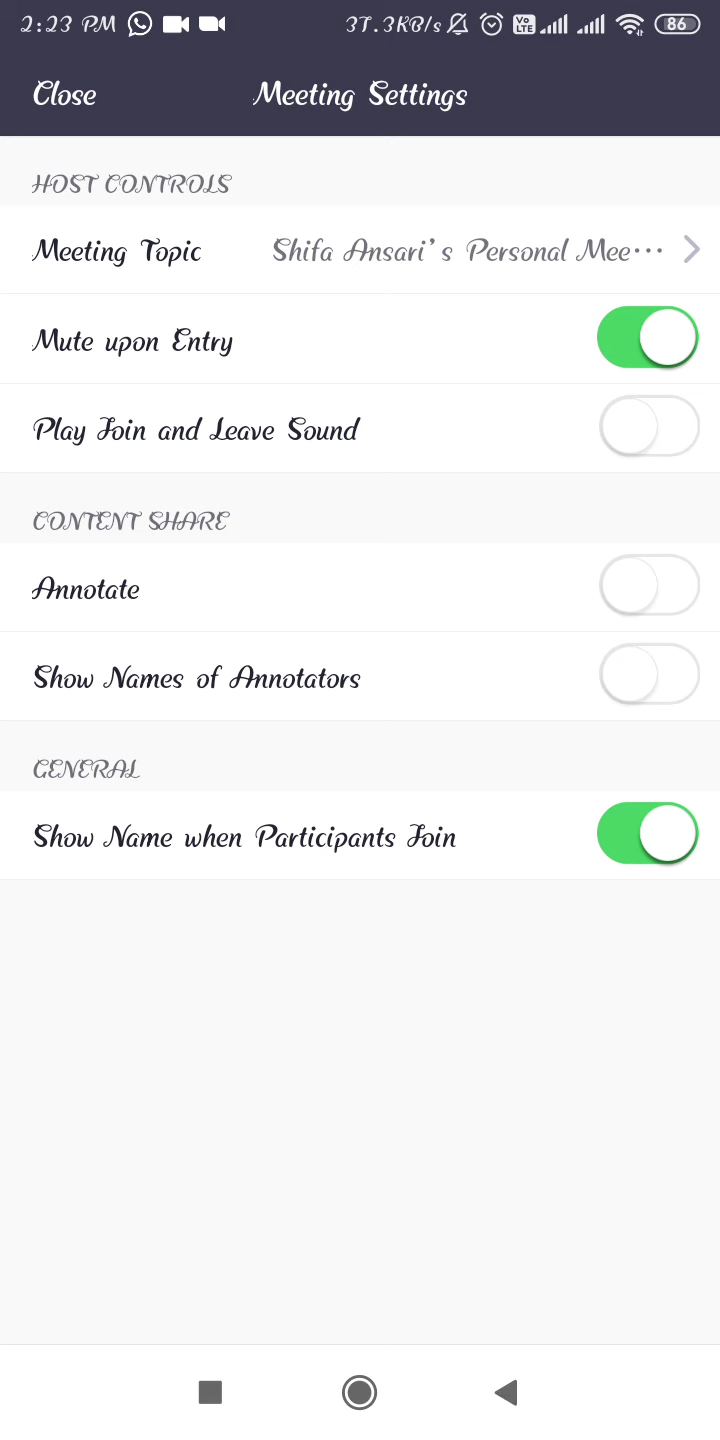 2:23 PM 37.3KB/s Vo LTE 86
Close Meeting Settings
HOST CONTROLS
Meeting Topic Shifa Ansari's Personal Mee...
Mute upon Entry
Play Join and Leave Sound
CONTENT SHARE
Annotate
Show Names of Annotators
GENERAL
Show Name when Participants Join